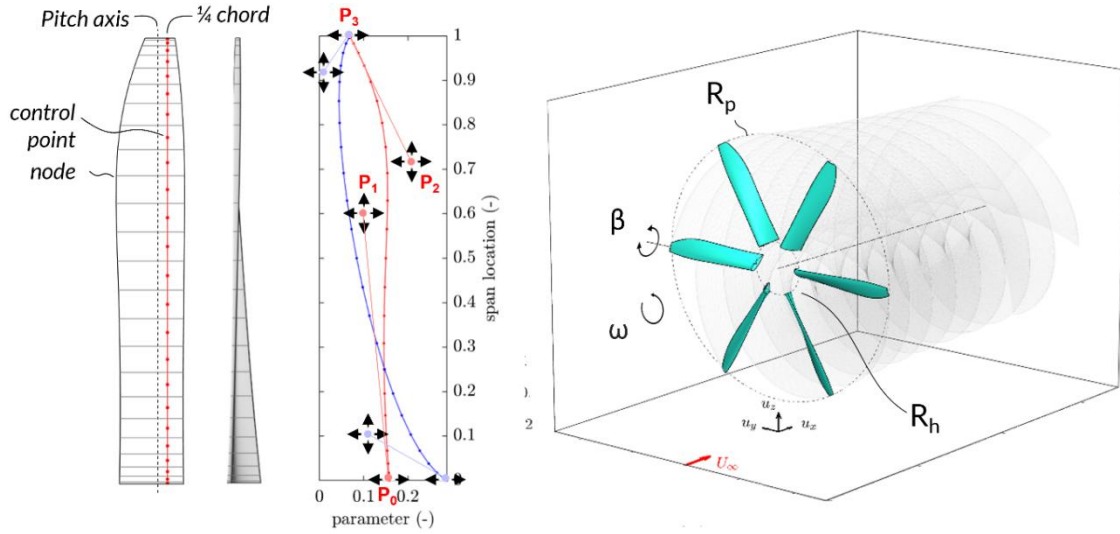 Pitch axis
¼ chord
control
point
node
P3
P1
P2
P0
1
0.9
0.8
0.7
0.6
0.5
0.4
0.3
0.2
0.1
span location (-)
0
0.1
0.2
parameter (-)
0.
2
Rp
β
ω
Rh
uz
uy
ux
U∞